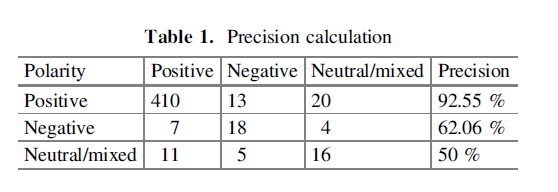 Table 1. Precision calculation
Polarity Positive Negative Neutral/mixed Precision
Positive 410 13 20 92.55 %
Negative 7 18 4 62.06 %
Neutral/mixed 11 5 16 50 %